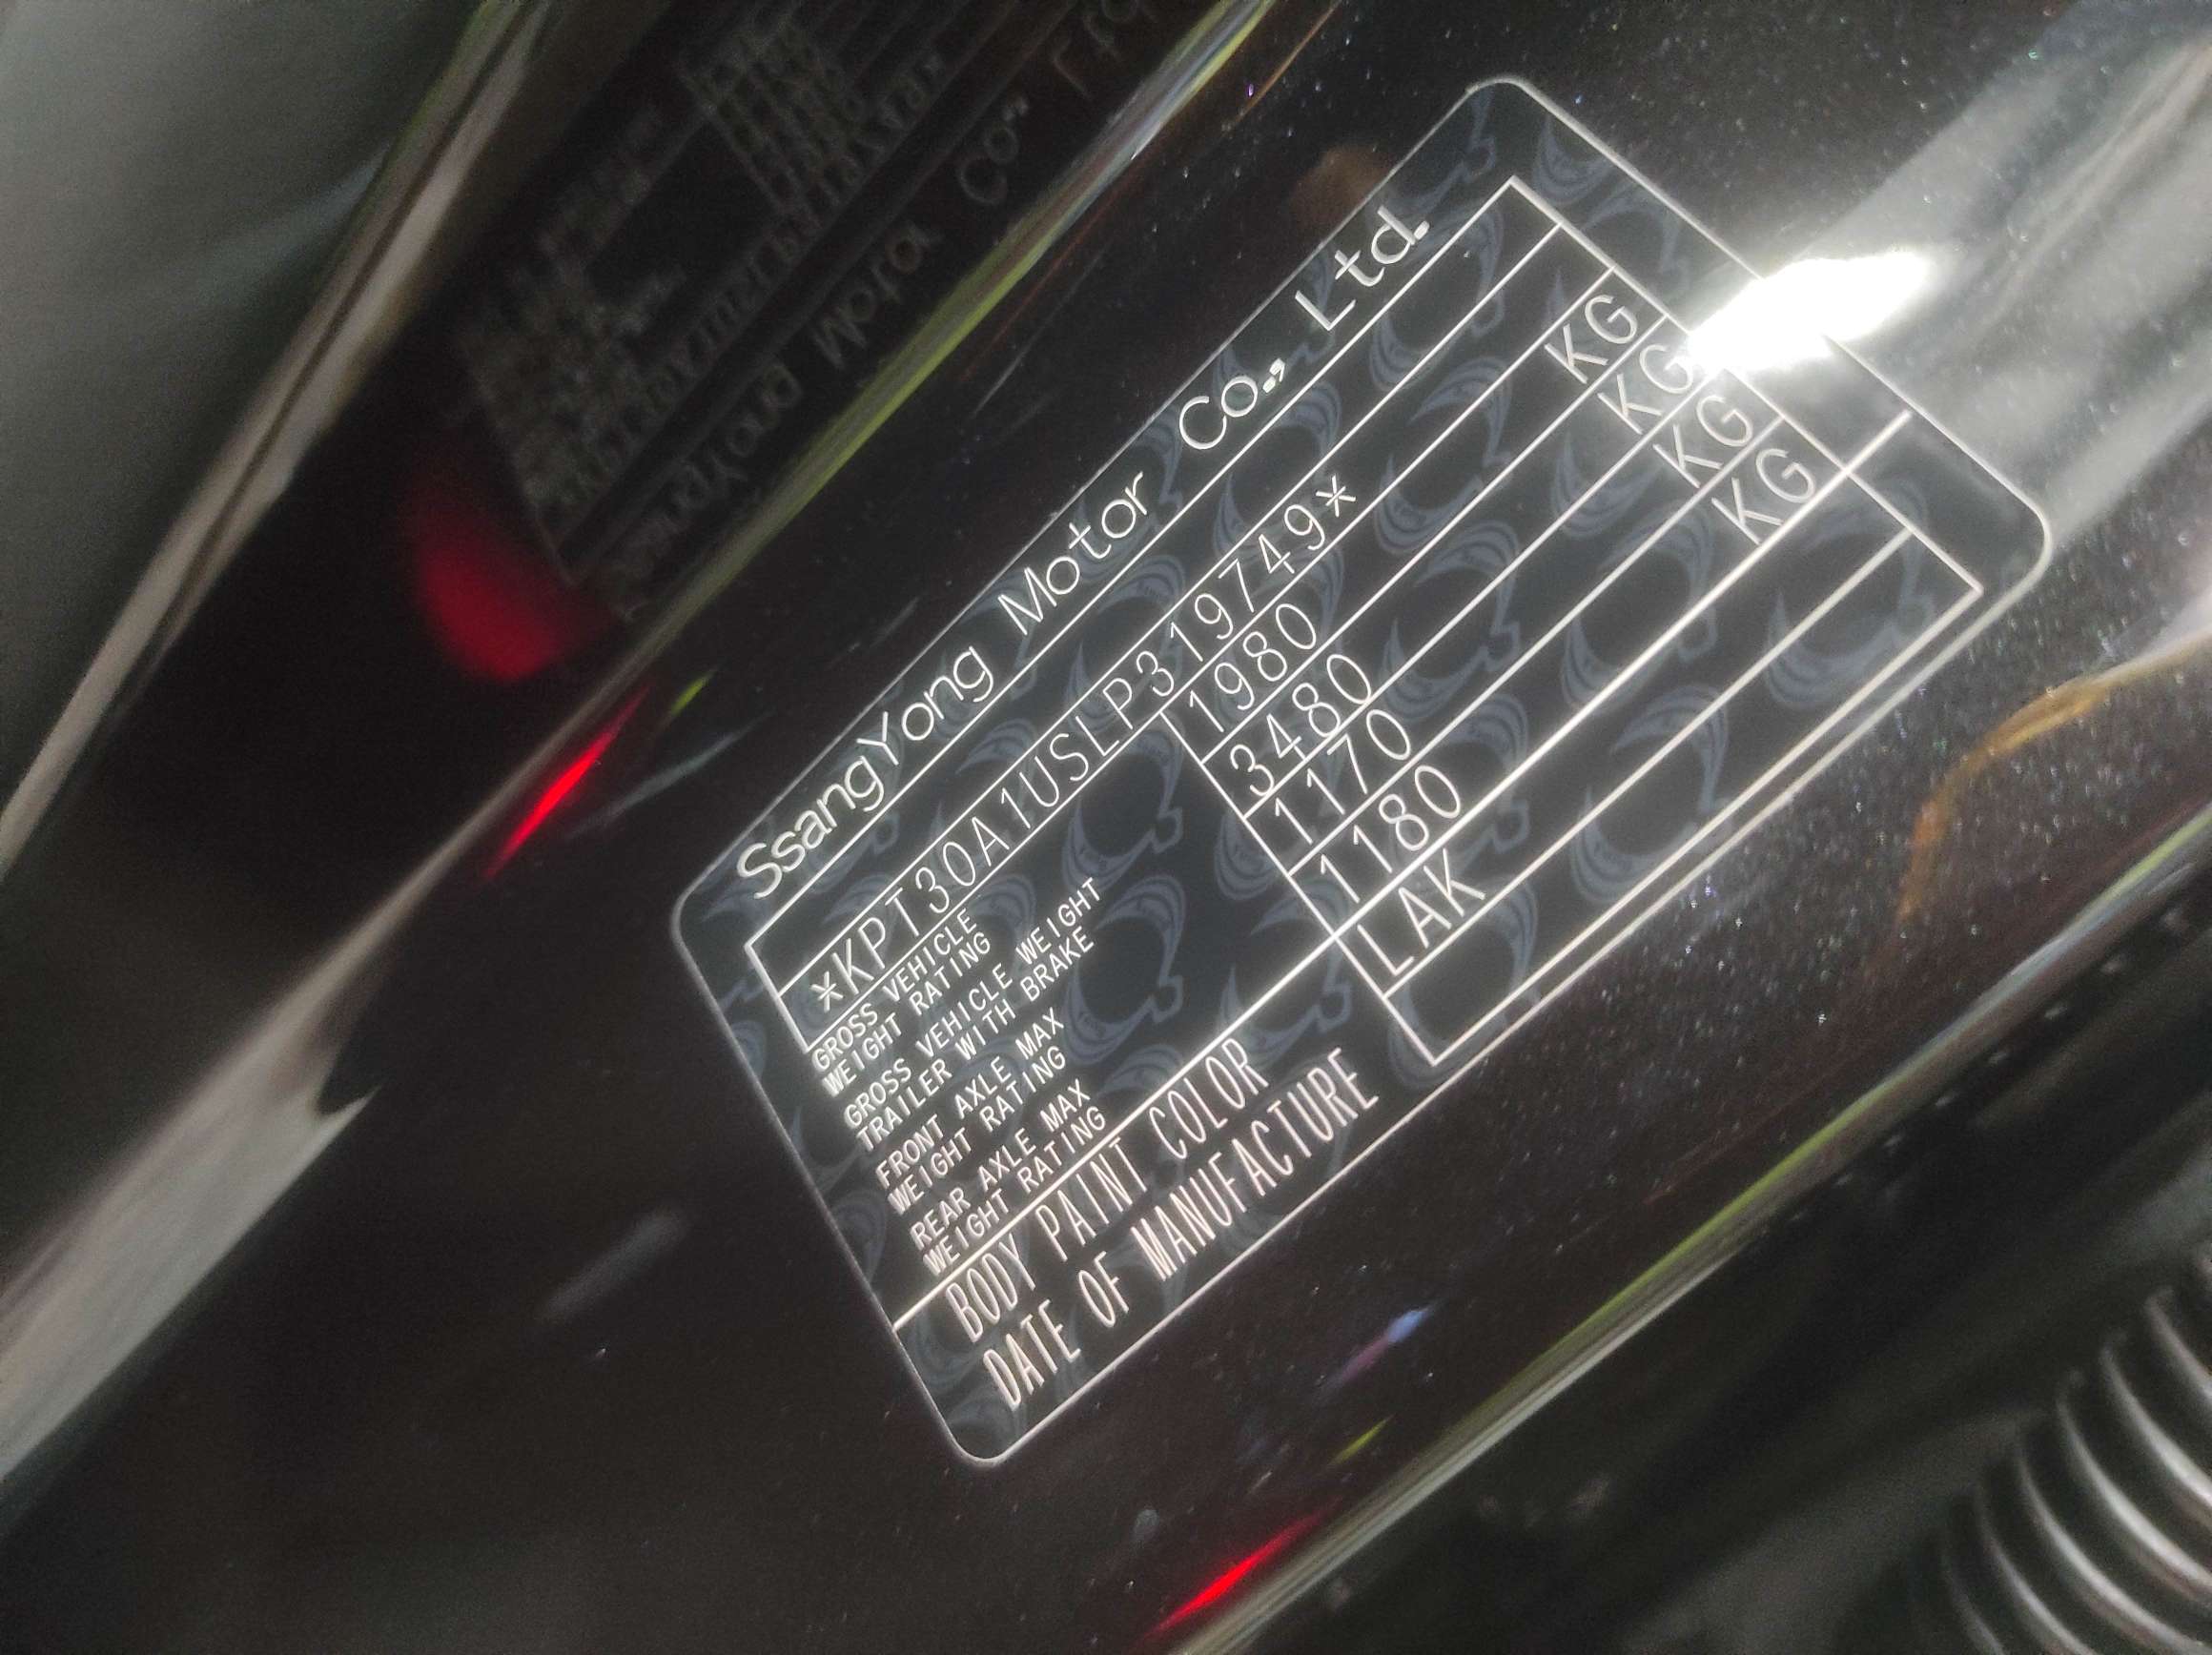 SsangYong Motor Co., Ltd.
*KPT30A1USLP319749*
GROSS VEHICLE
WEIGHT RATING 1980 KG
GROSS VEHICLE WEIGHT
TRAILER WITH BRAKE 3480 KG
FRONT AXLE MAX
WEIGHT RATING 1170 KG
REAR AXLE MAX
WEIGHT RATING 1180 KG
BODY PAINT COLOR LAK
DATE OF MANUFACTURE